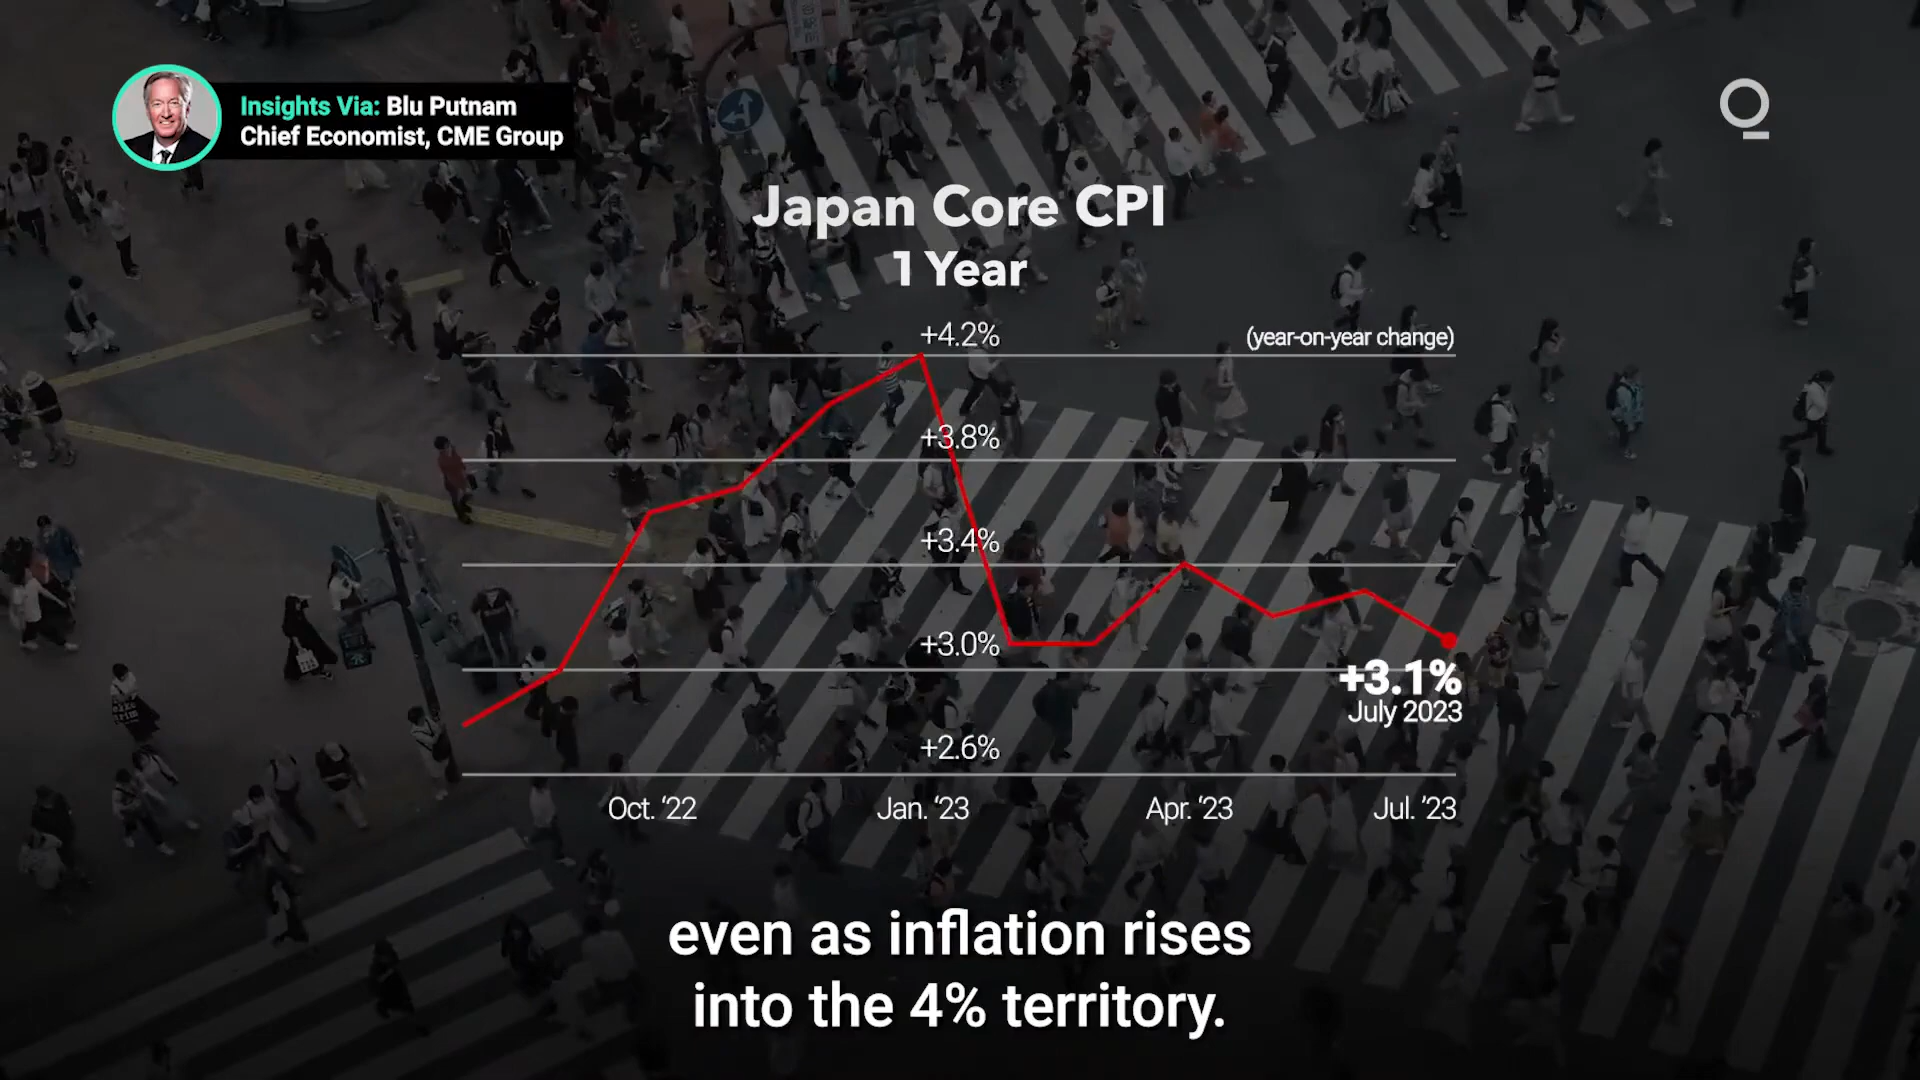 Insights Via: Blu Putnam
Chief Economist, CME Group
Japan Core CPI
1 Year
(year-on-year change)
+4.2%
+3.8%
+3.4%
+3.0%
+2.6%
+3.1%
July 2023
Oct. ‘22
Jan. ‘23
Apr. ‘23
Jul. ’23
even as inflation rises
into the 4% territory.